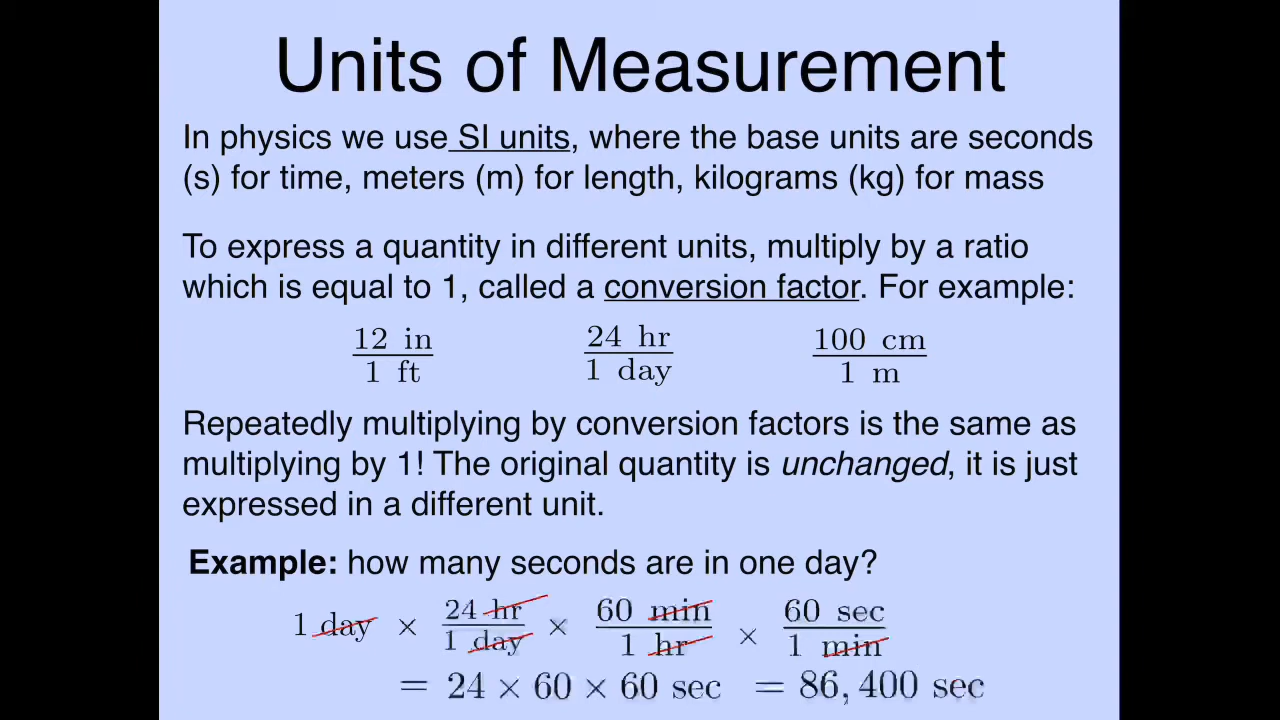 Units of Measurement
In physics we use SI units, where the base units are seconds
(s) for time, meters (m) for length, kilograms (kg) for mass
To express a quantity in different units, multiply by a ratio
which is equal to 1, called a conversion factor. For example:
12 in 24 hr 100 cm
1 ft 1 day 1 m
Repeatedly multiplying by conversion factors is the same as
multiplying by 1! The original quantity is unchanged, it is just
expressed in a different unit.
Example: how many seconds are in one day?
1 day × 24 hr / 1 day × 60 min / 1 hr × 60 sec / 1 min
= 24 × 60 × 60 sec = 86,400 sec